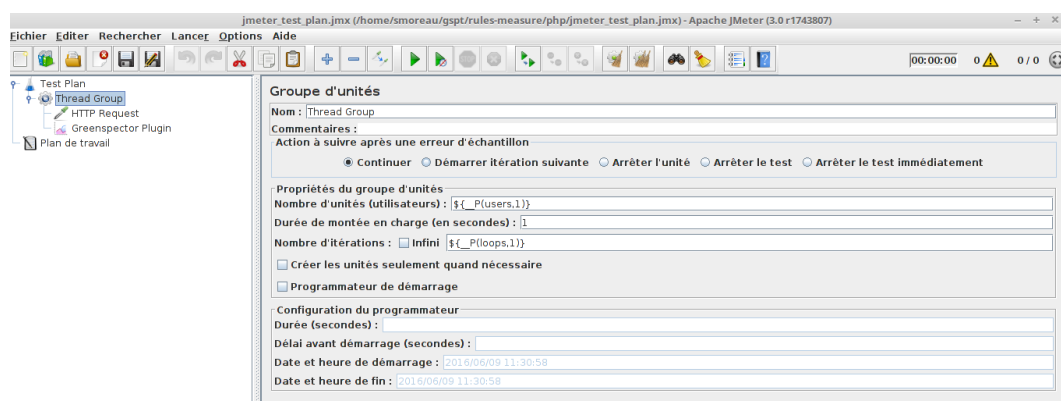 jmeter_test_plan.jmx (/home/smoreau/gspt/rules-measure/php/jmeter_test_plan.jmx) - Apache JMeter (3.0 r1743807)
Fichier Editer Rechercher Lancer Options Aide
00:00:00 0 0 / 0
Test Plan
Thread Group
HTTP Request
Greenspector Plugin
Plan de travail
Groupe d'unités
Nom : Thread Group
Commentaires :
Action à suivre après une erreur d'échantillon
Continuer Démarrer itération suivante Arrêter l'unité Arrêter le test Arrêter le test immédiatement
Propriétés du groupe d'unités
Nombre d'unités (utilisateurs) : ${__P(users,1)}
Durée de montée en charge (en secondes) : 1
Nombre d'itérations : Infini ${__P(loops,1)}
Créer les unités seulement quand nécessaire
Programmateur de démarrage
Configuration du programmateur
Durée (secondes) :
Délai avant démarrage (secondes) :
Date et heure de démarrage : 2016/06/09 11:30:58
Date et heure de fin : 2016/06/09 11:30:58